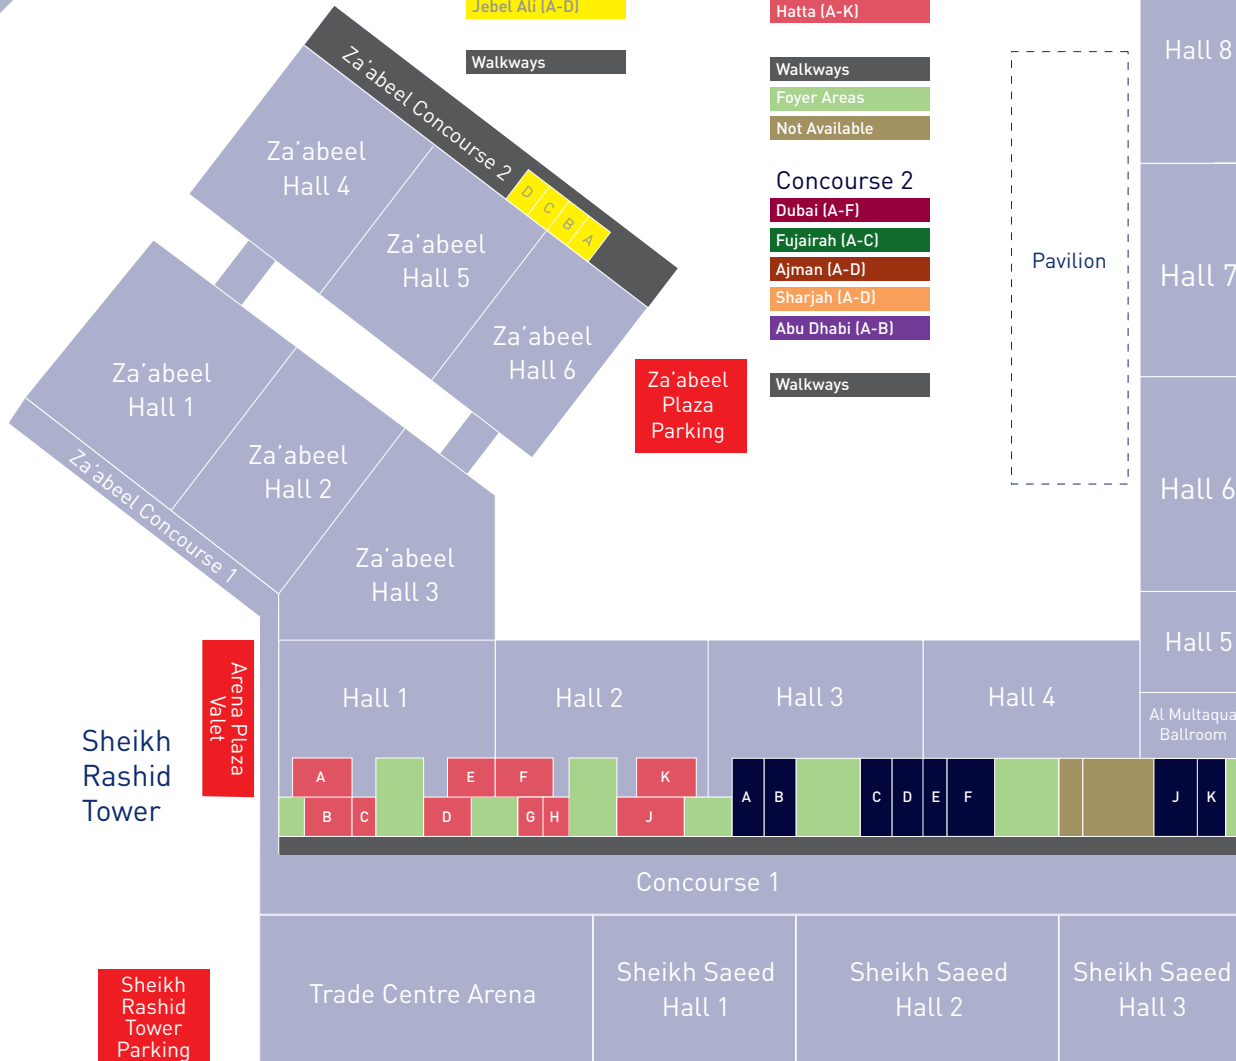 Jebel Ali (A-D)
Walkways
Hatta (A-K)
Walkways
Foyer Areas
Not Available
Concourse 2
Dubai (A-F)
Fujairah (A-C)
Ajman (A-D)
Sharjah (A-D)
Abu Dhabi (A-B)
Walkways
Za'abeel Concourse 2
D
C
B
A
Za'abeel
Hall 4
Za'abeel
Hall 5
Za'abeel
Hall 6
Za'abeel
Hall 1
Za'abeel
Hall 2
Za'abeel
Hall 3
Za'abeel Concourse 1
Za'abeel
Plaza
Parking
Pavilion
Hall 8
Hall 7
Hall 6
Hall 5
Al Multaqua
Ballroom
Arena Plaza
Valet
Sheikh
Rashid
Tower
Hall 1
Hall 2
Hall 3
Hall 4
A
E
F
K
B
C
D
G
H
J
A
B
C
D
E
F
J
K
Concourse 1
Trade Centre Arena
Sheikh Saeed
Hall 1
Sheikh Saeed
Hall 2
Sheikh Saeed
Hall 3
Sheikh
Rashid
Tower
Parking